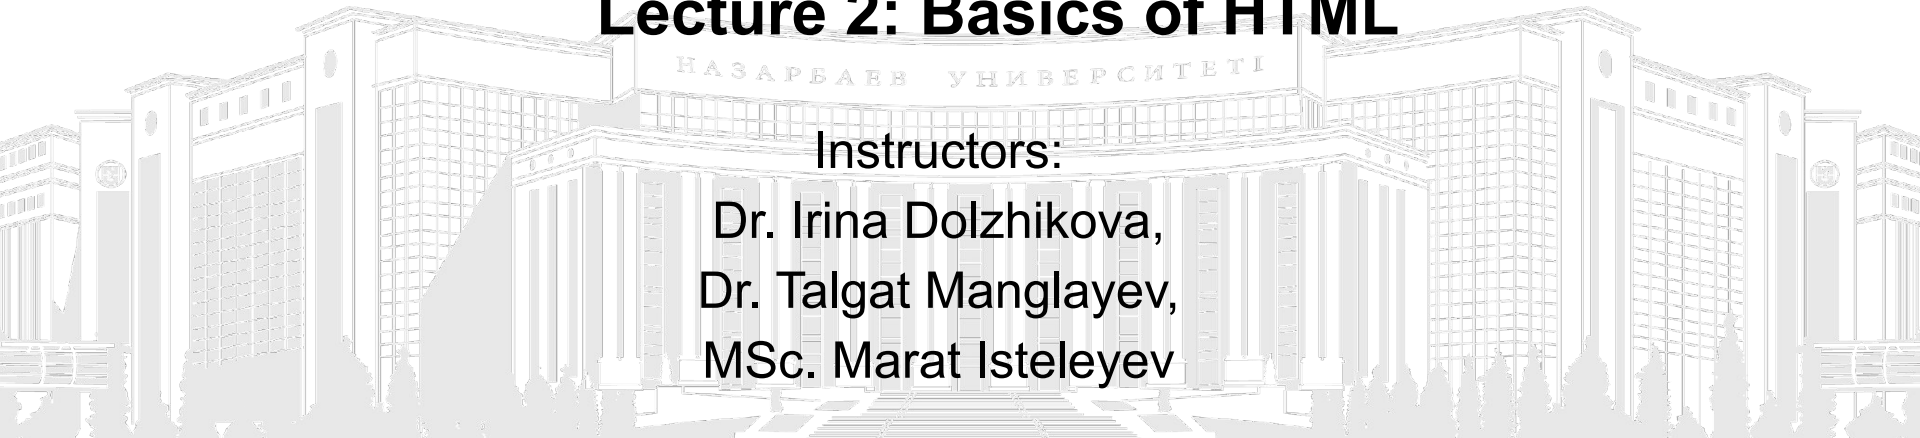 Lecture 2: Basics of HTML
НАЗАРБАЕВ УНИВЕРСИТЕТІ
Instructors:
Dr. Irina Dolzhikova,
Dr. Talgat Manglayev,
MSc. Marat Isteleyev